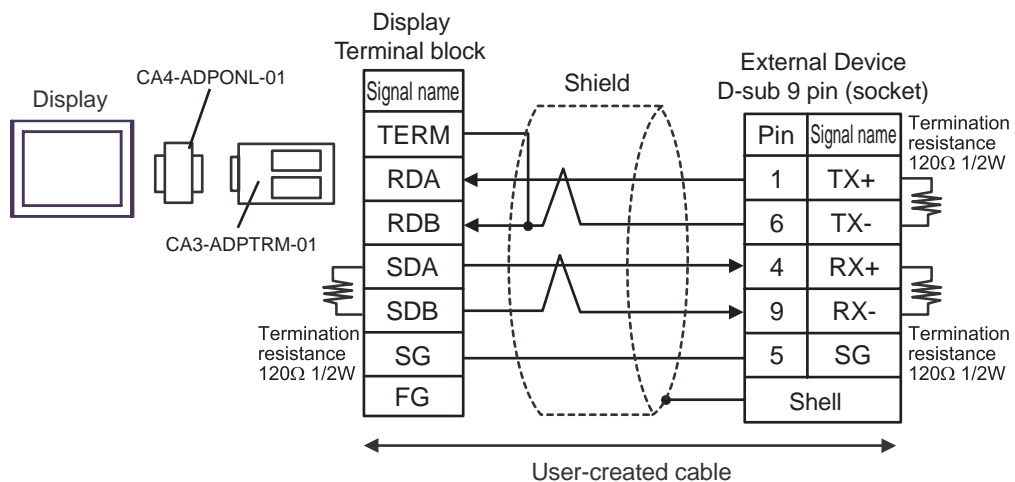 Display
Terminal block
CA4-ADPONL-01
Display
CA3-ADPTRM-01
Signal name
TERM
RDA
RDB
SDA
SDB
SG
FG
Termination
resistance
120Ω 1/2W
Shield
External Device
D-sub 9 pin (socket)
Pin Signal name
1 TX+
6 TX-
4 RX+
9 RX-
5 SG
Shell
Termination
resistance
120Ω 1/2W
Termination
resistance
120Ω 1/2W
User-created cable